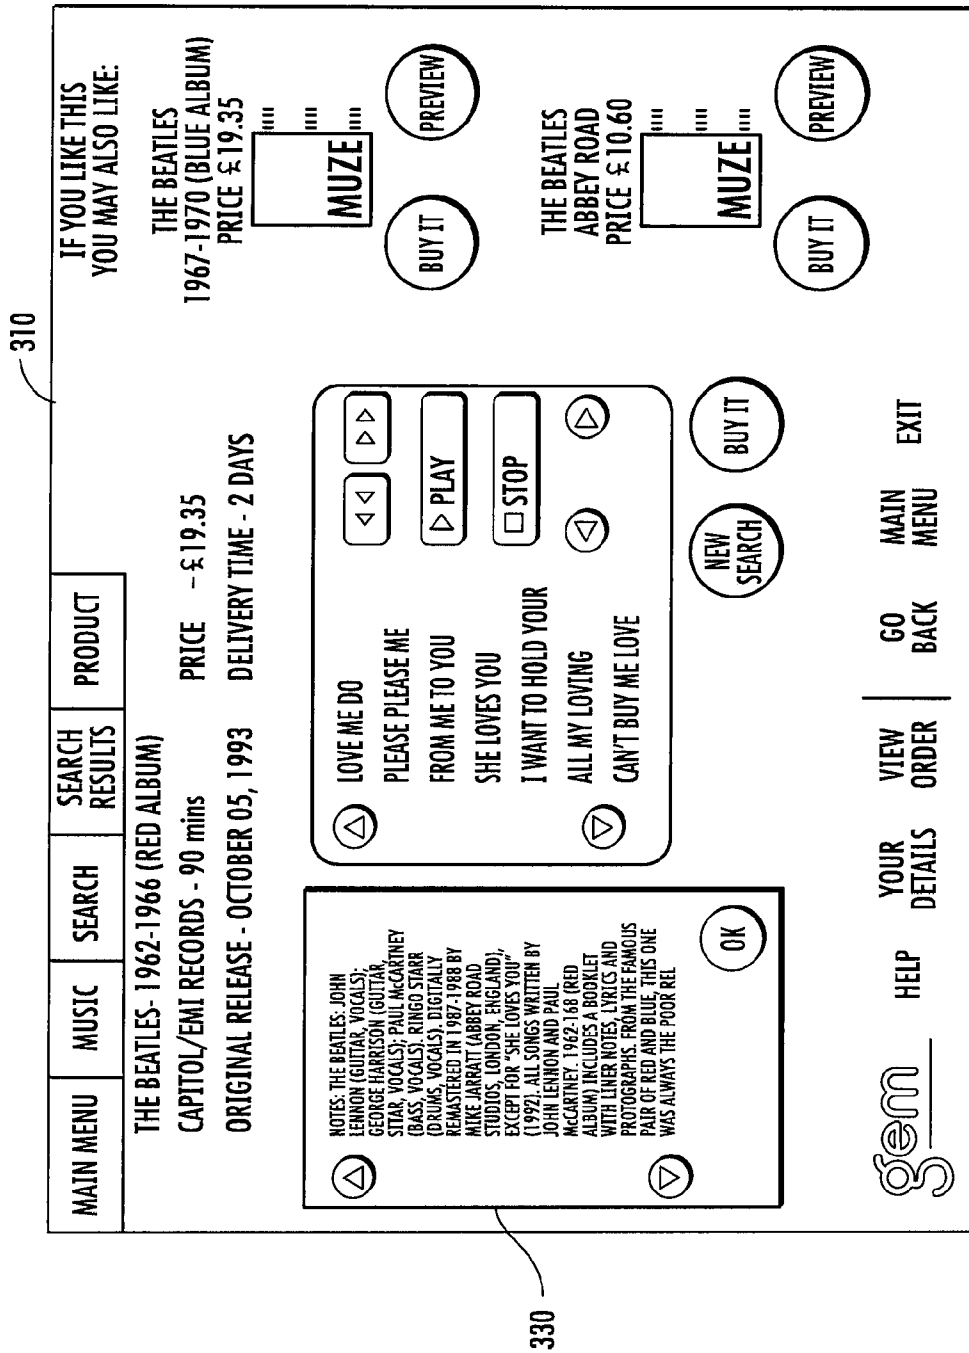 310
MAIN MENU
MUSIC
SEARCH
SEARCH
RESULTS
PRODUCT
THE BEATLES- 1962-1966 (RED ALBUM)
CAPITOL/EMI RECORDS - 90 mins
PRICE - £19.35
ORIGINAL RELEASE - OCTOBER 05, 1993
DELIVERY TIME - 2 DAYS
IF YOU LIKE THIS
YOU MAY ALSO LIKE:
THE BEATLES
1967-1970 (BLUE ALBUM)
PRICE £19.35
MUZE
BUY IT
PREVIEW
THE BEATLES
ABBEY ROAD
PRICE £10.60
MUZE
BUY IT
PREVIEW
NOTES: THE BEATLES: JOHN
LENNON (GUITAR, VOCALS);
GEORGE HARRISON (GUITAR,
SITAR, VOCALS); PAUL McCARTNEY
(BASS, VOCALS). RINGO STARR
(DRUMS, VOCALS). DIGITALLY
REMASTERED IN 1987-1988 BY
MIKE JARRATT (ABBEY ROAD
STUDIOS, LONDON, ENGLAND),
EXCEPT FOR "SHE LOVES YOU"
(1992). ALL SONGS WRITTEN BY
JOHN LENNON AND PAUL
McCARTNEY. 1962-168 (RED
ALBUM) INCLUDES A BOOKLET
WITH LINER NOTES, LYRICS AND
PROTOGRAPHS. FROM THE FAMOUS
PAIR OF RED AND BLUE, THIS ONE
WAS ALWAYS THE POOR REL
OK
330
LOVE ME DO
PLEASE PLEASE ME
FROM ME TO YOU
SHE LOVES YOU
I WANT TO HOLD YOUR
ALL MY LOVING
CAN'T BUY ME LOVE
PLAY
STOP
NEW
SEARCH
BUY IT
gem
HELP
YOUR
DETAILS
VIEW
ORDER
GO
BACK
MAIN
MENU
EXIT